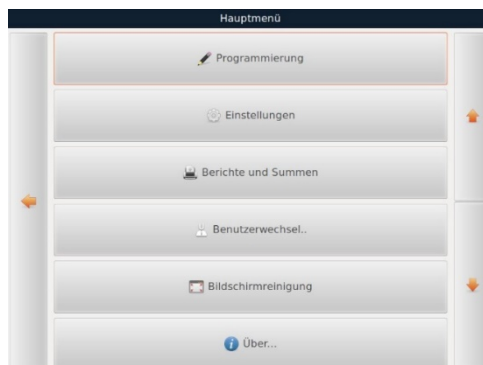 Hauptmenü
Programmierung
Einstellungen
Berichte und Summen
Benutzerwechsel..
Bildschirmreinigung
Über...